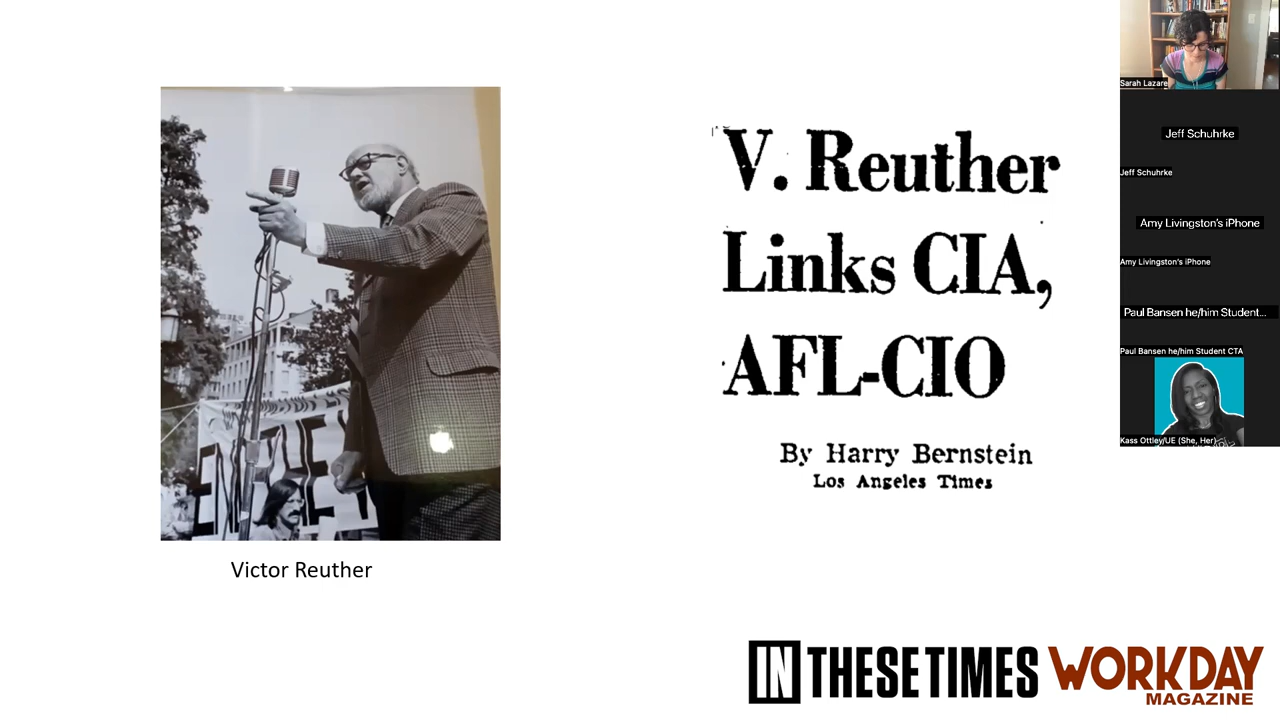 V. Reuther
Links CIA,
AFL-CIO
By Harry Bernstein
Los Angeles Times
Victor Reuther
IN THESE TIMES
WORKDAY
MAGAZINE
Sarah Lazare
Jeff Schuhrke
Jeff Schuhrke
Amy Livingston's iPhone
Amy Livingston's iPhone
Paul Bansen he/him Student...
Paul Bansen he/him Student CTA
Kass Ottley/UE (She, Her)